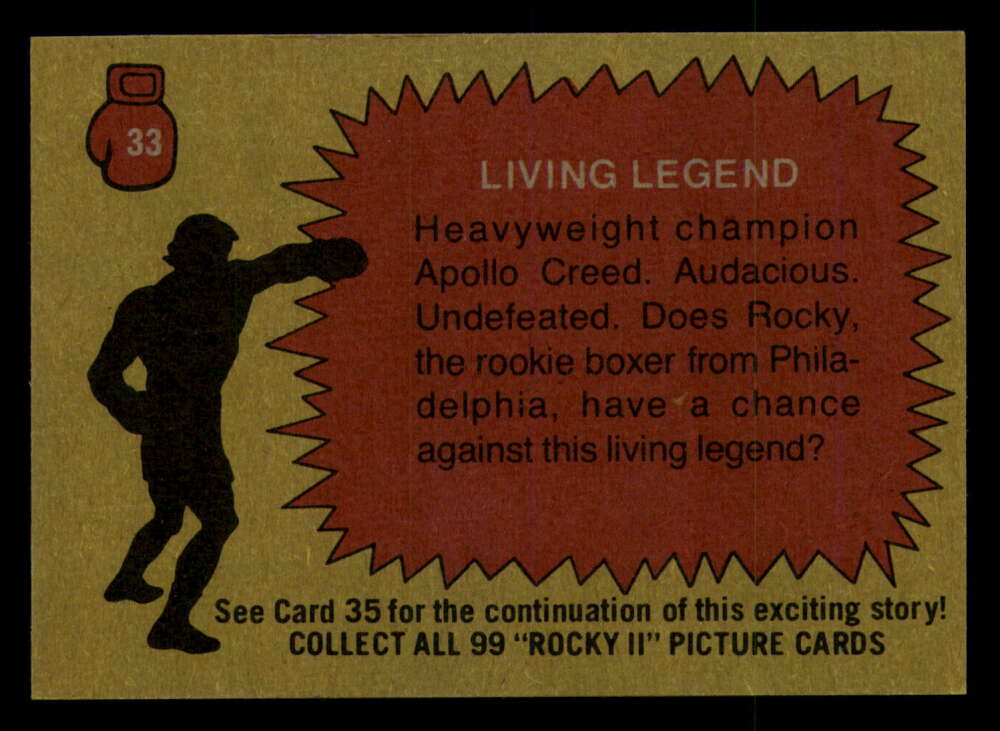 33
LIVING LEGEND
Heavyweight champion
Apollo Creed. Audacious.
Undefeated. Does Rocky,
the rookie boxer from Phila-
delphia, have a chance
against this living legend?
See Card 35 for the continuation of this exciting story!
COLLECT ALL 99 "ROCKY II" PICTURE CARDS